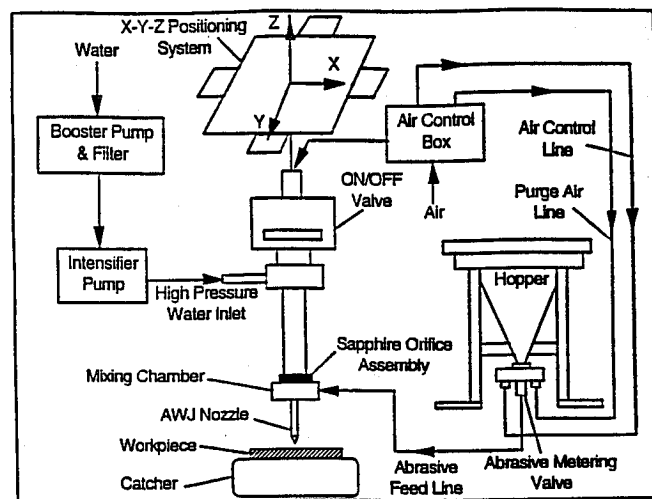 X-Y-Z Positioning
System
Z
X
Y
Water
Booster Pump
& Filter
Intensifier
Pump
High Pressure
Water Inlet
ON/OFF
Valve
Air Control
Box
Air
Air Control
Line
Purge Air
Line
Hopper
Sapphire Orifice
Assembly
Mixing Chamber
AWJ Nozzle
Workpiece
Catcher
Abrasive
Feed Line
Abrasive Metering
Valve